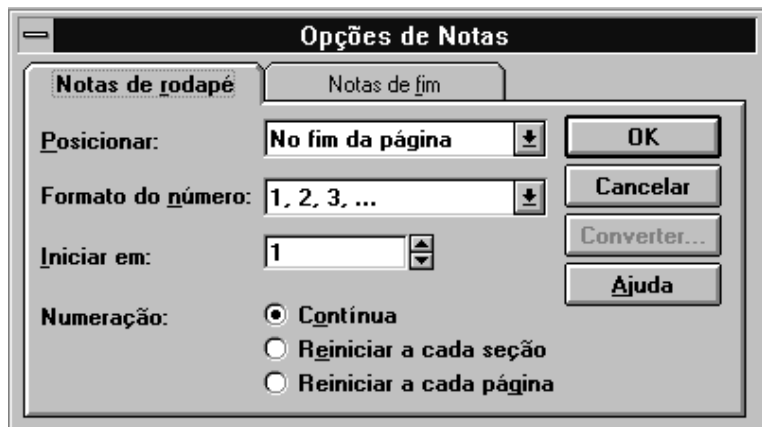 Opções de Notas
Notas de rodapé Notas de fim
Posicionar: No fim da página OK
Formato do número: 1, 2, 3, ... Cancelar
Converter...
Iniciar em: 1
Ajuda
Numeração: Contínua
Reiniciar a cada seção
Reiniciar a cada página